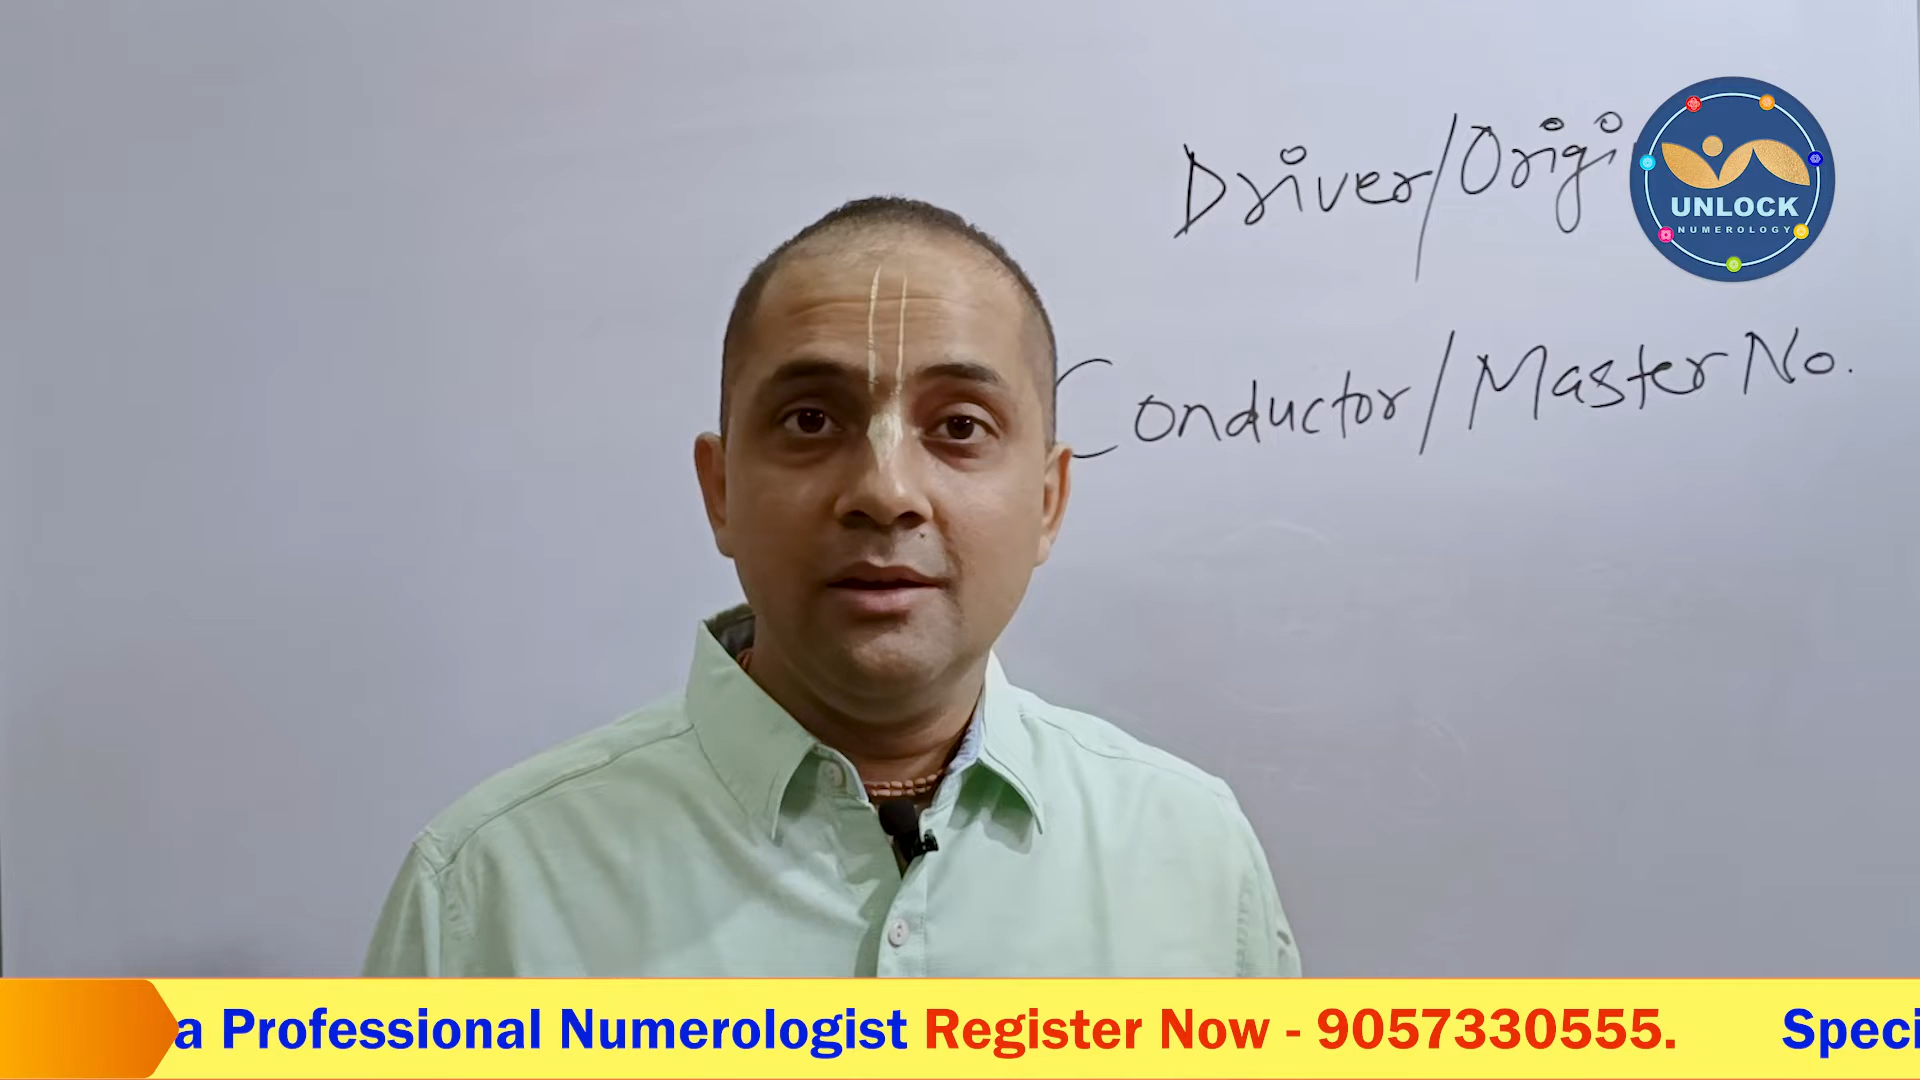 Driver/Origi
UNLOCK
NUMEROLOGY
Conductor/Master No.
a Professional Numerologist Register Now - 9057330555. Speci